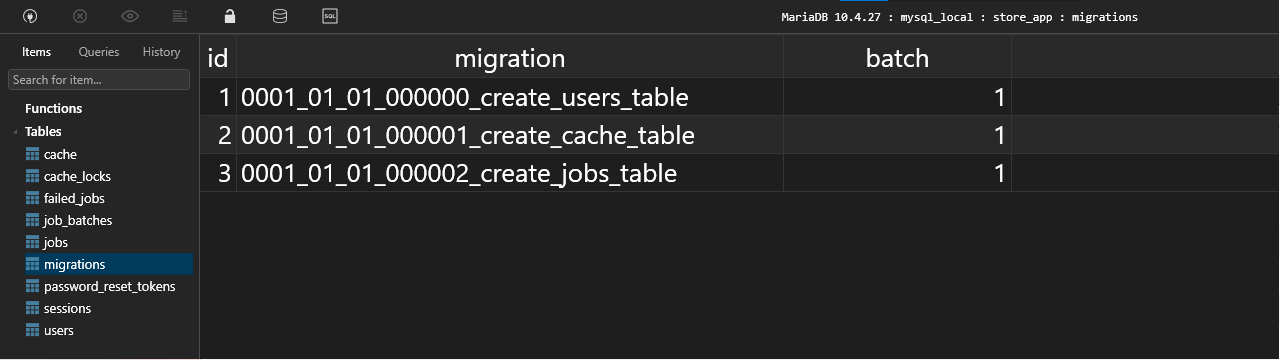 SQL
MariaDB 10.4.27 : mysql_local : store_app : migrations
Items Queries History
Search for item...
Functions
Tables
cache
cache_locks
failed_jobs
job_batches
jobs
migrations
password_reset_tokens
sessions
users
id migration batch
1 0001_01_01_000000_create_users_table 1
2 0001_01_01_000001_create_cache_table 1
3 0001_01_01_000002_create_jobs_table 1